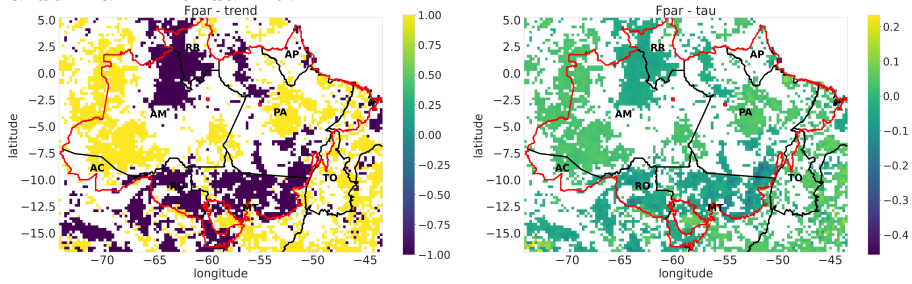 Fpar - trend
5.0
2.5
0.0
−2.5
−5.0
−7.5
−10.0
−12.5
−15.0
latitude
RR
AP
AM
PA
AC
RO
TO
MT
−70
−65
−60
−55
−50
−45
longitude
1.00
0.75
0.50
0.25
0.00
−0.25
−0.50
−0.75
−1.00
Fpar - tau
5.0
2.5
0.0
−2.5
−5.0
−7.5
−10.0
−12.5
−15.0
latitude
RR
AP
AM
PA
AC
RO
TO
MT
−70
−65
−60
−55
−50
−45
longitude
0.2
0.1
0.0
−0.1
−0.2
−0.3
−0.4